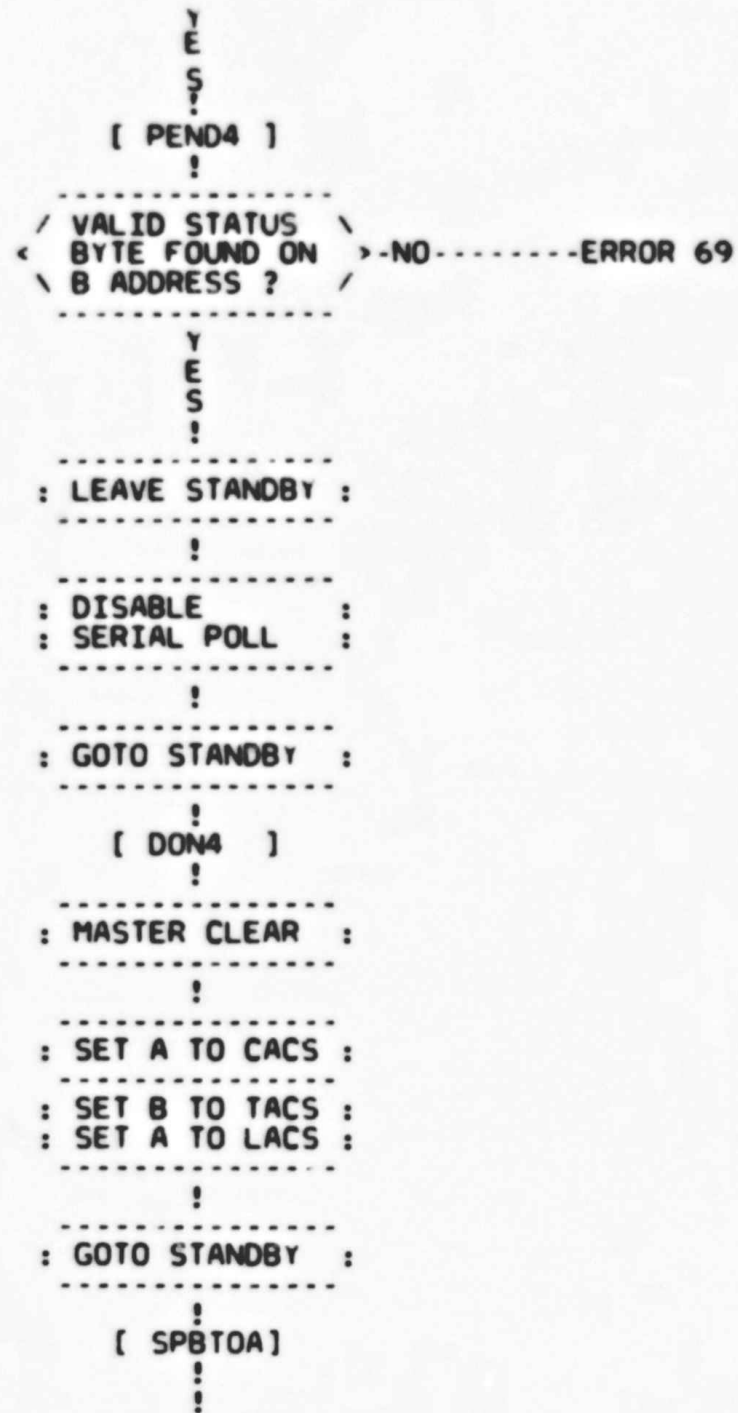 Y
E
S
!
[ PEND4 ]
!
---------------
/ VALID STATUS \
< BYTE FOUND ON >-NO--------ERROR 69
\ B ADDRESS ? /
---------------
Y
E
S
!
---------------
: LEAVE STANDBY :
---------------
!
---------------
: DISABLE :
: SERIAL POLL :
---------------
!
---------------
: GOTO STANDBY :
---------------
!
[ DON4 ]
!
---------------
: MASTER CLEAR :
---------------
!
---------------
: SET A TO CACS :
---------------
: SET B TO TACS :
: SET A TO LACS :
---------------
!
---------------
: GOTO STANDBY :
---------------
!
[ SPBTOA]
!
!